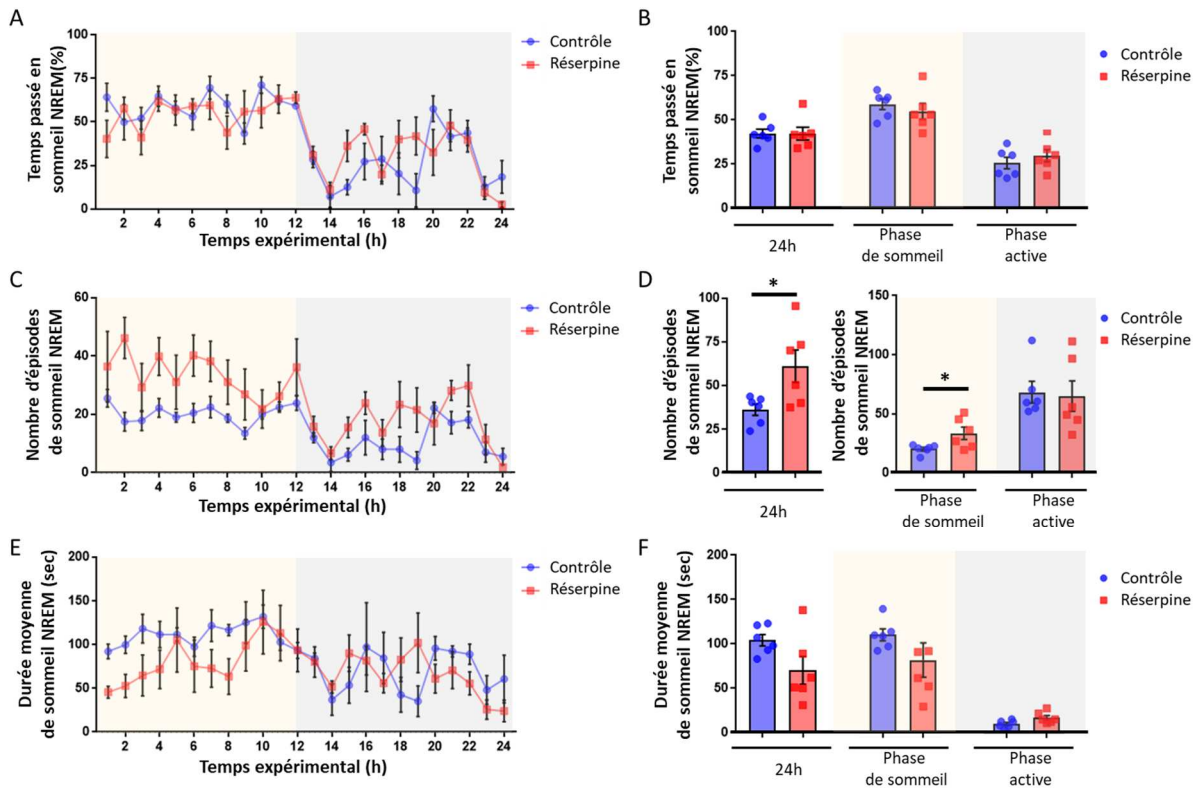 A
Temps passé en
sommeil NREM(%)
100
75
50
25
0
2 4 6 8 10 12 14 16 18 20 22 24
Temps expérimental (h)
Contrôle
Réserpine
B
Temps passé en
sommeil NREM(%)
100
75
50
25
0
24h
Phase
de sommeil
Phase
active
Contrôle
Réserpine
C
Nombre d'épisodes
de sommeil NREM
60
40
20
0
2 4 6 8 10 12 14 16 18 20 22 24
Temps expérimental (h)
Contrôle
Réserpine
D
Nombre d'épisodes
de sommeil NREM
100
75
50
25
0
*
24h
Nombre d'épisodes
de sommeil NREM
150
100
50
0
*
Phase
de sommeil
Phase
active
Contrôle
Réserpine
E
Durée moyenne
de sommeil NREM (sec)
200
150
100
50
0
2 4 6 8 10 12 14 16 18 20 22 24
Temps expérimental (h)
Contrôle
Réserpine
F
Durée moyenne
de sommeil NREM (sec)
200
150
100
50
0
24h
Phase
de sommeil
Phase
active
Contrôle
Réserpine